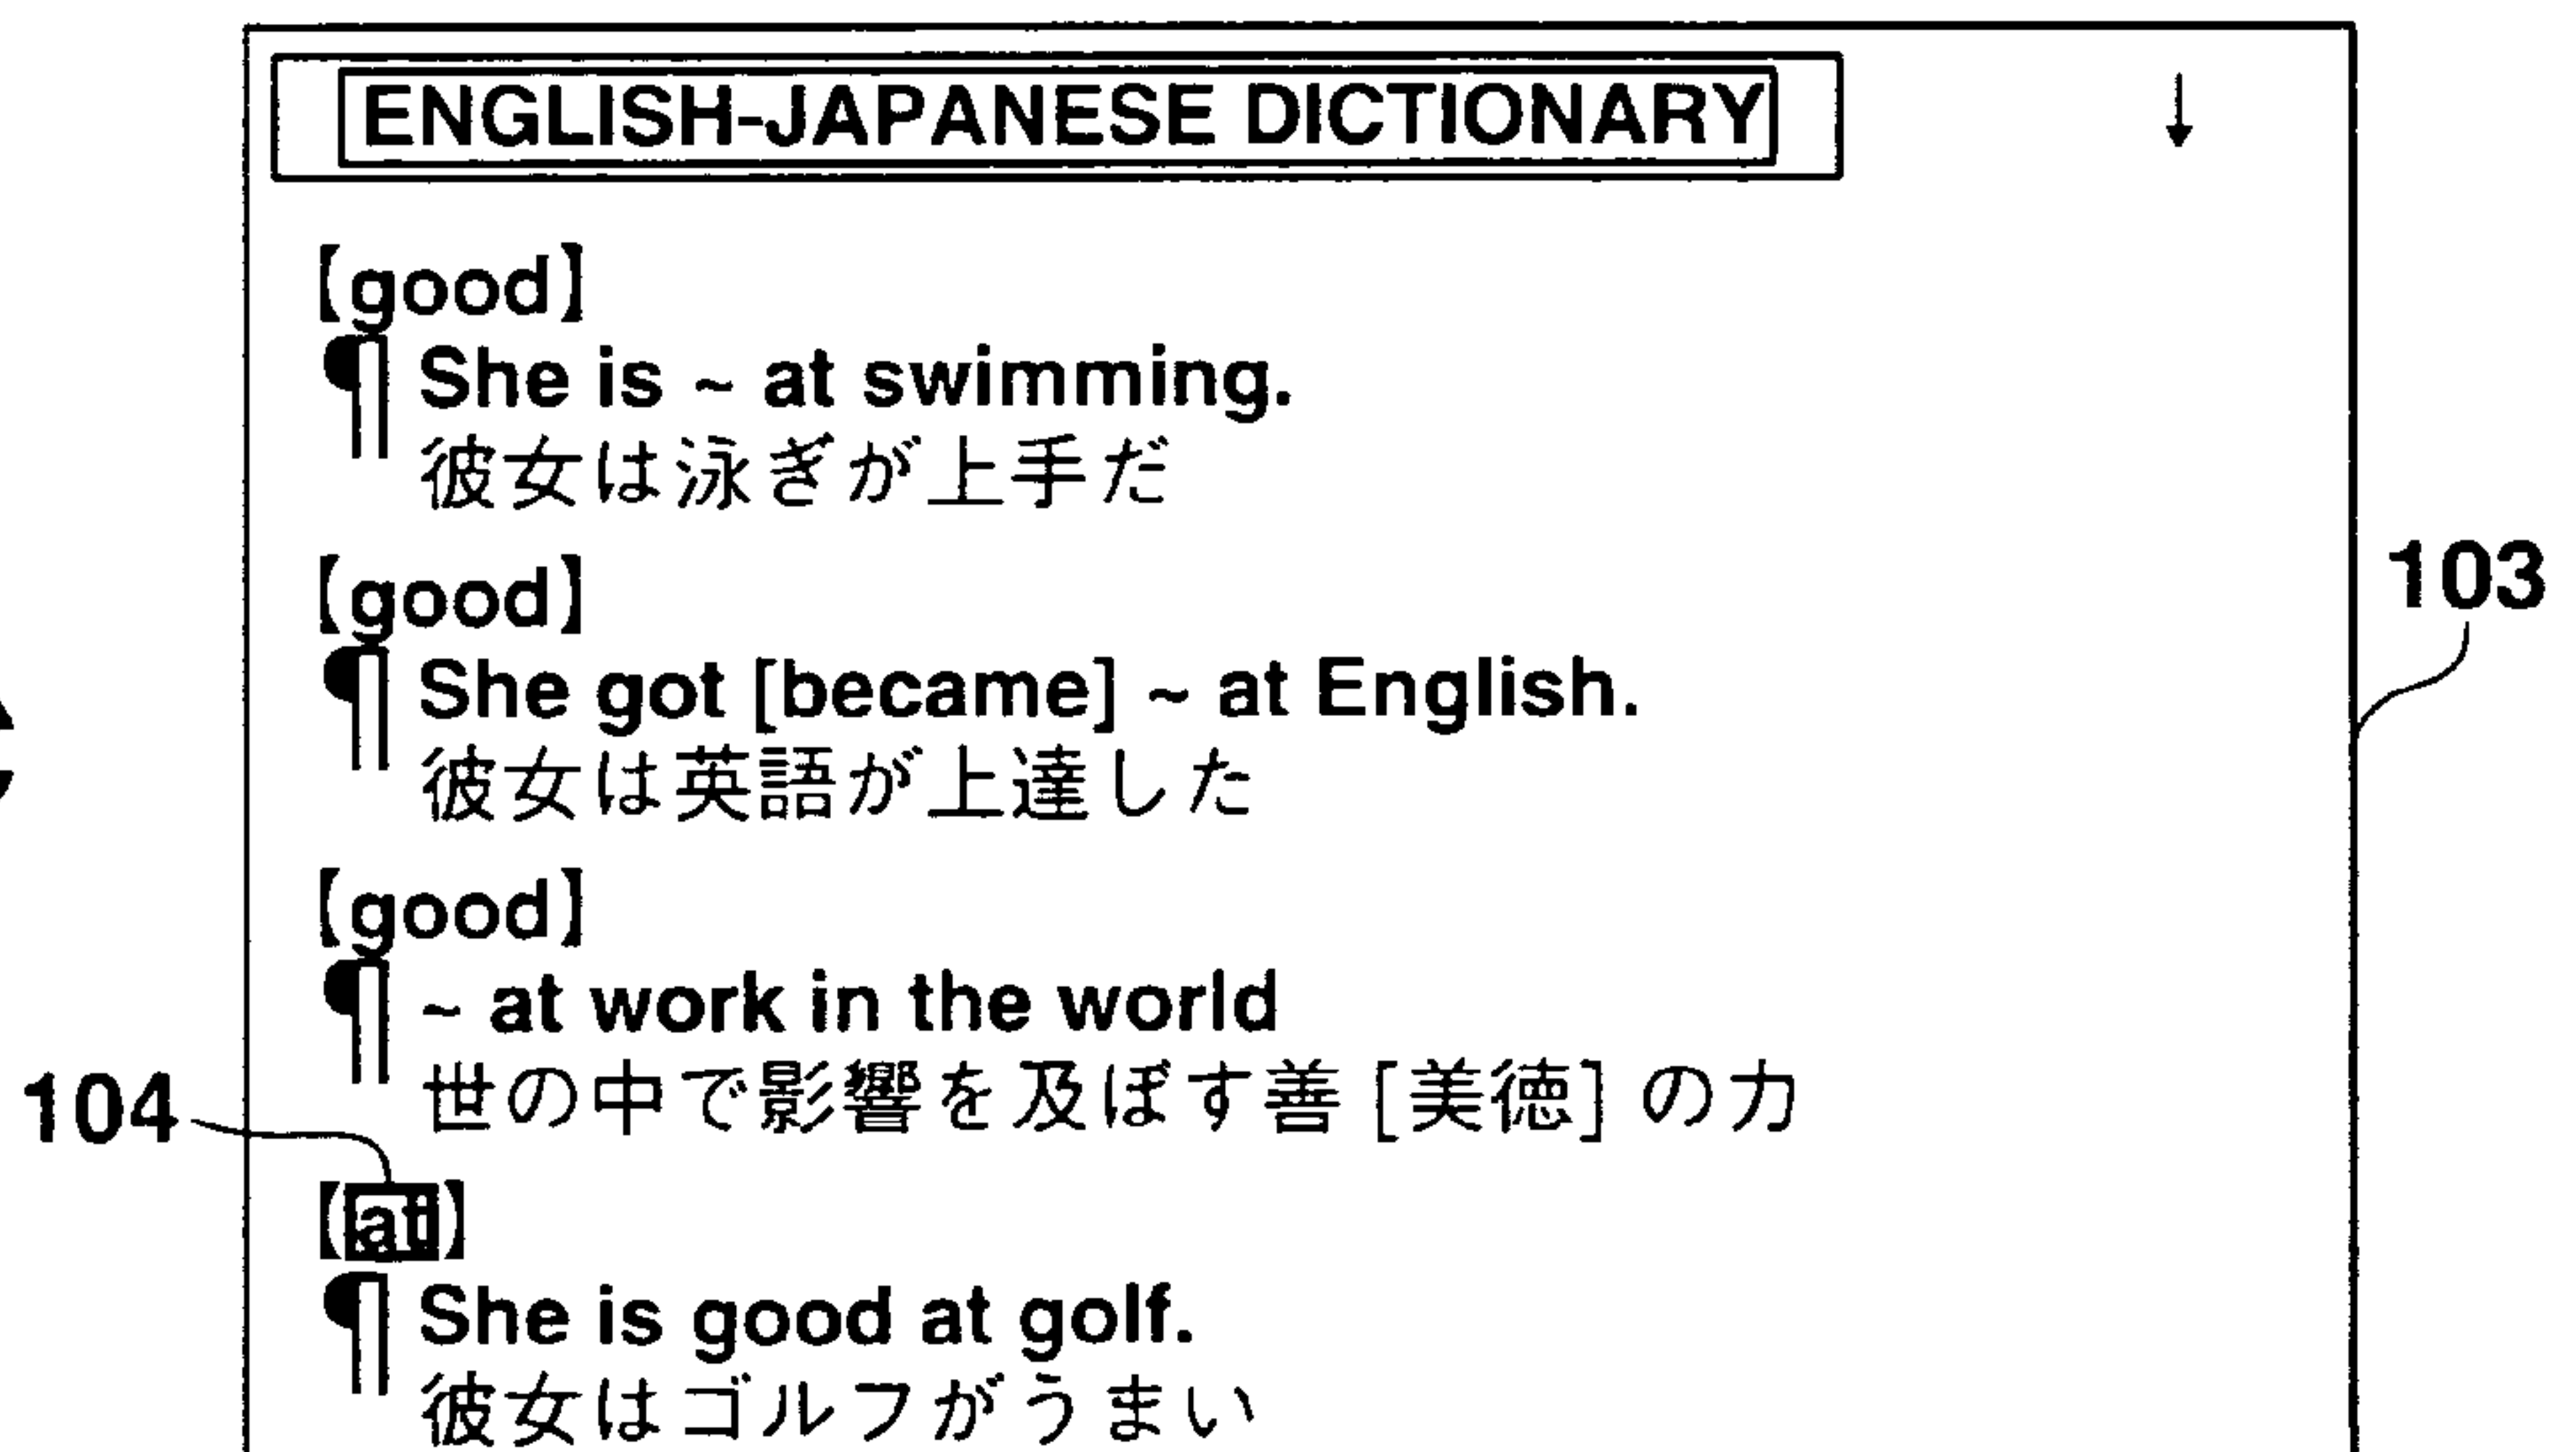 ENGLISH-JAPANESE DICTIONARY ↓
【good】
¶ She is ~ at swimming.
彼女は泳ぎが上手だ
103
【good】
¶ She got [became] ~ at English.
彼女は英語が上達した
【good】
¶ ~ at work in the world
世の中で影響を及ぼす善 [美徳] の力
104
【at】
¶ She is good at golf.
彼女はゴルフがうまい